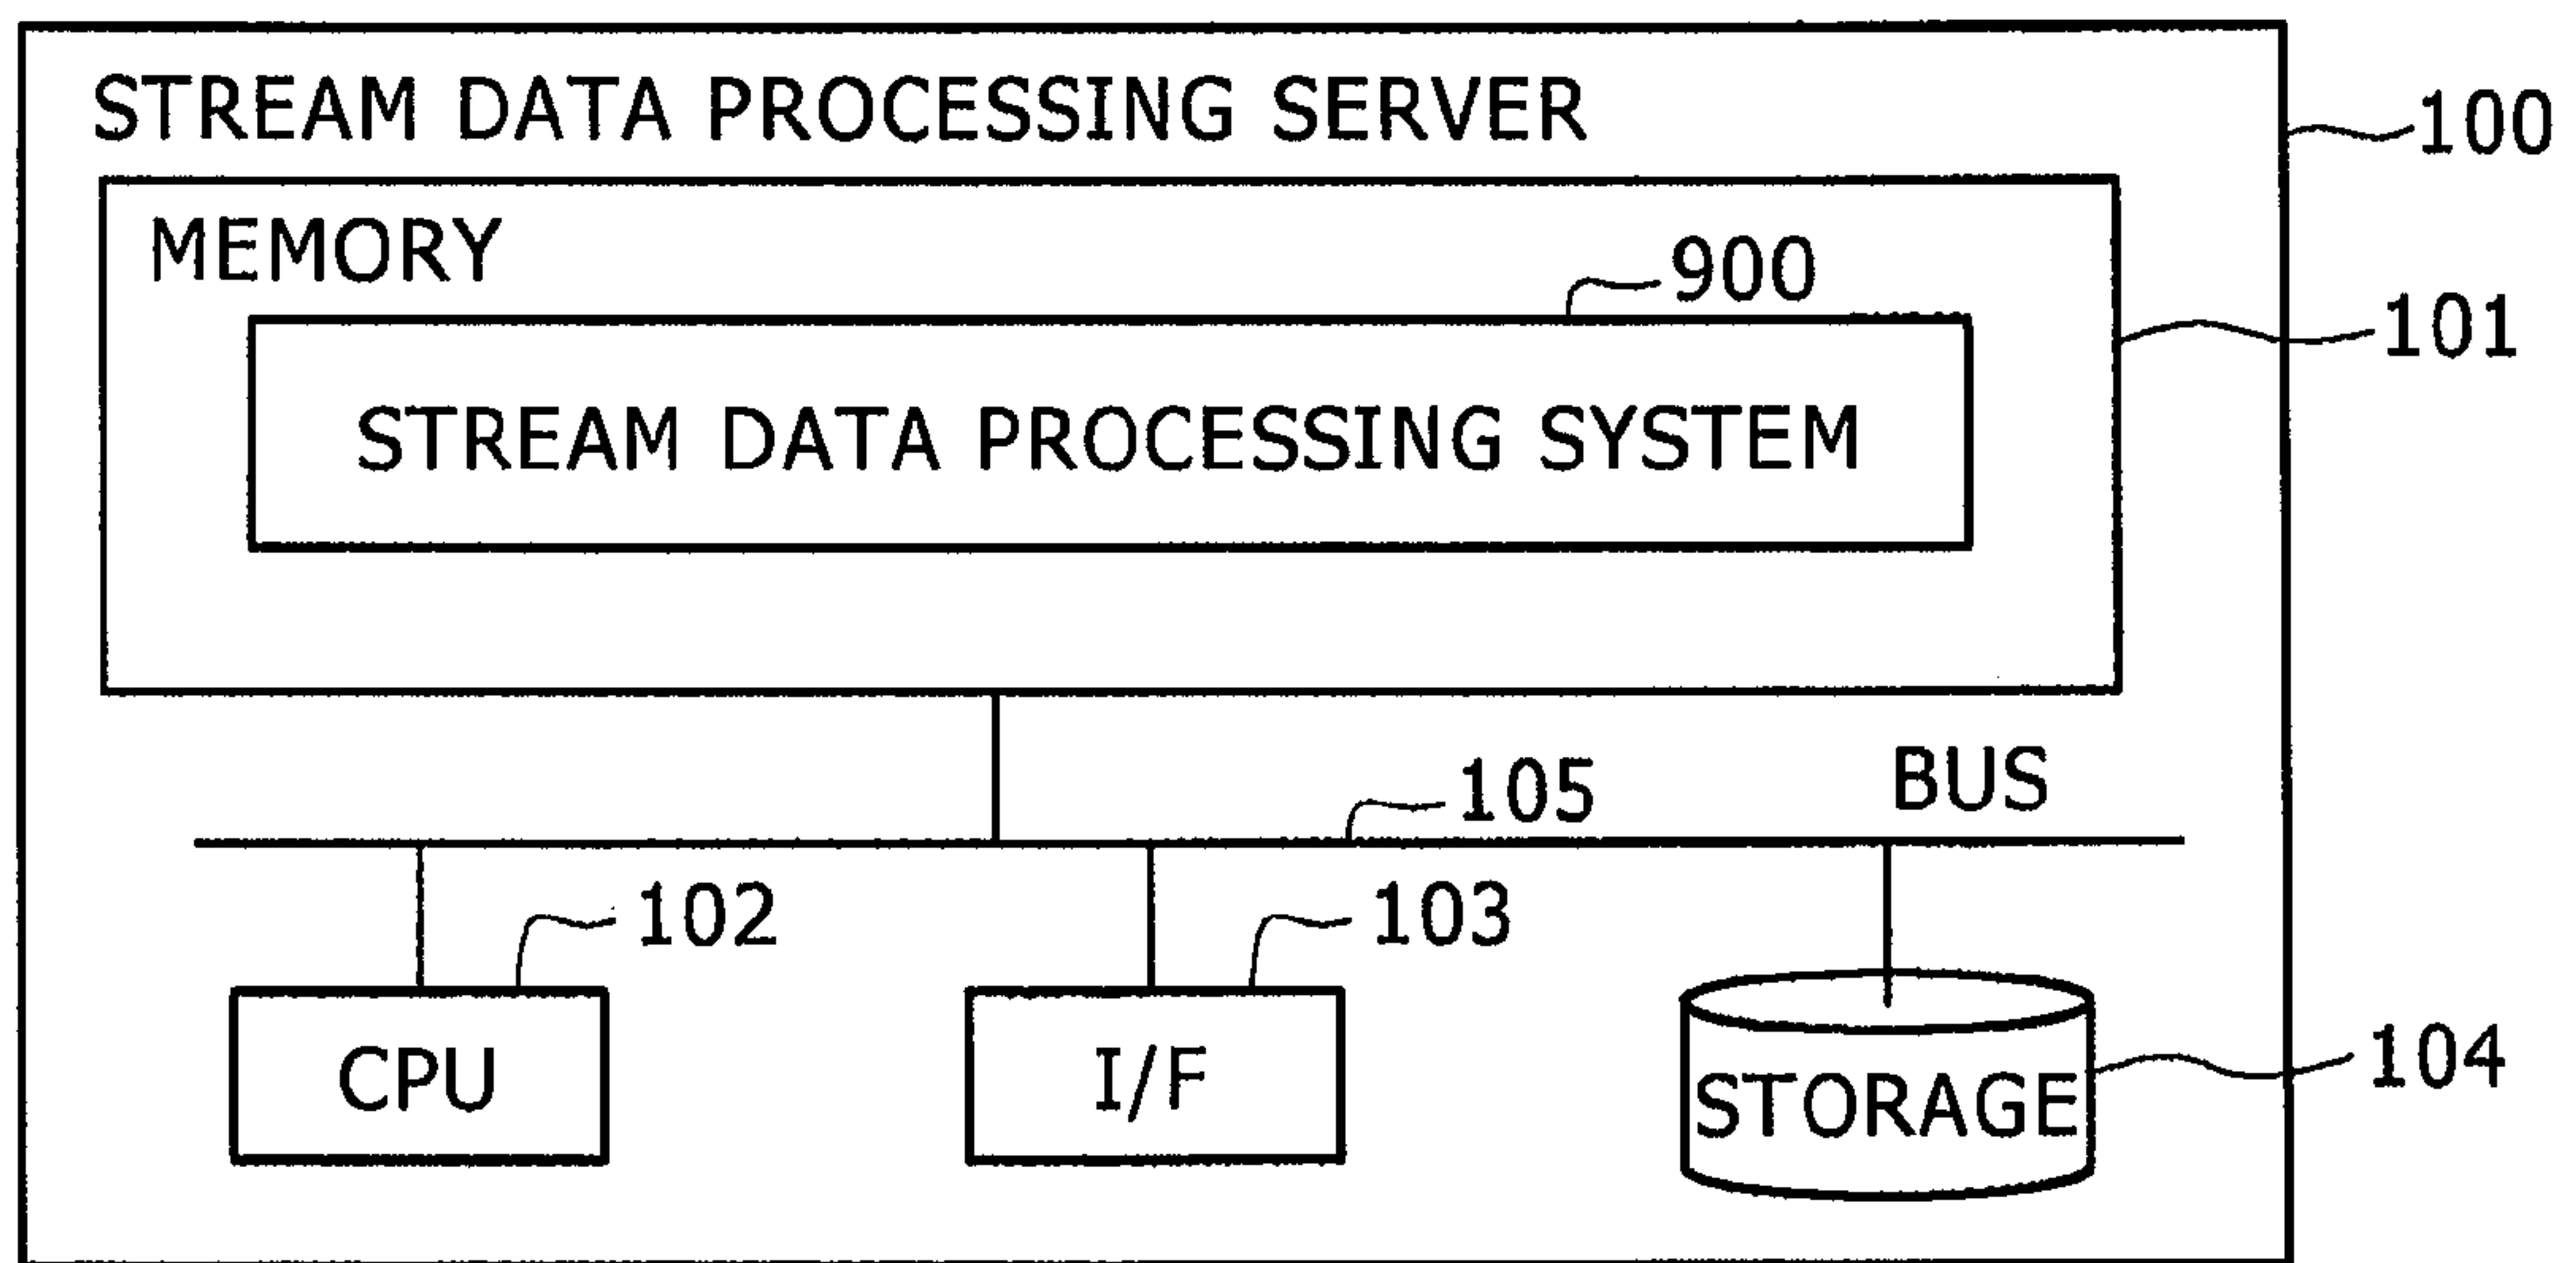 STREAM DATA PROCESSING SERVER
100
MEMORY
900
101
STREAM DATA PROCESSING SYSTEM
105
BUS
102
103
CPU
I/F
STORAGE
104